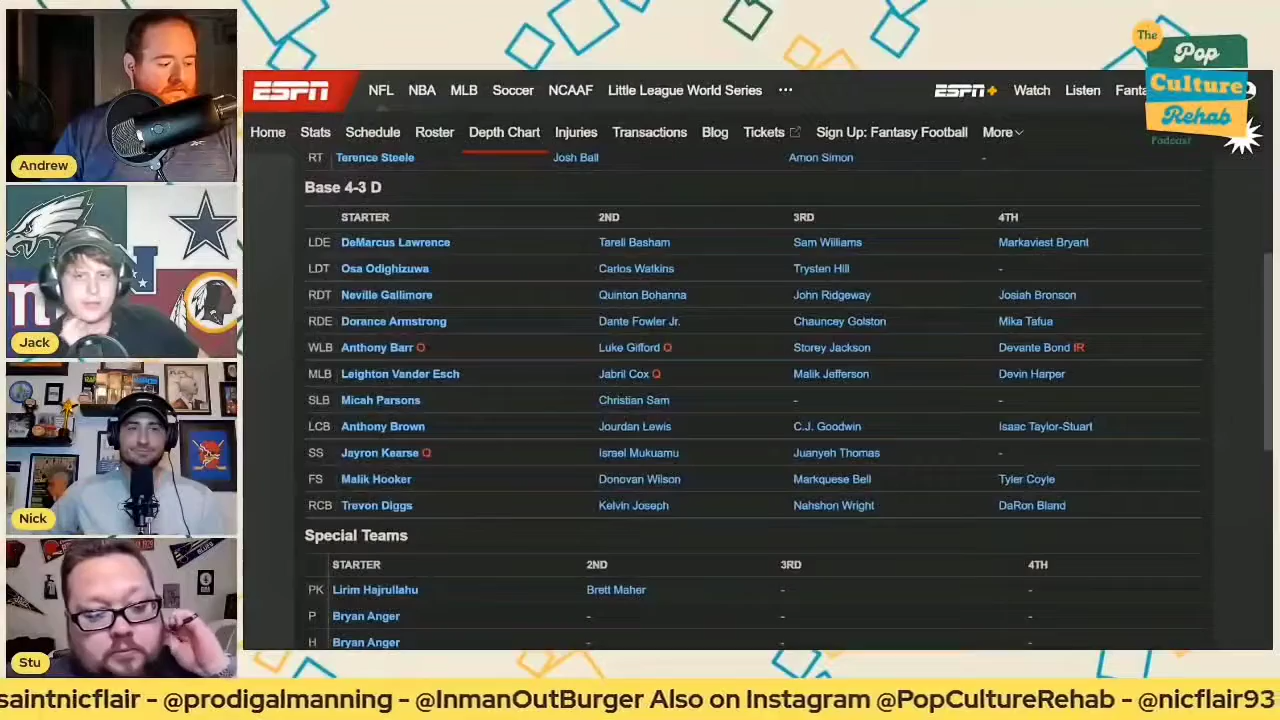 The
Pop
Culture
Rehab
Podcast
ESPN NFL NBA MLB Soccer NCAAF Little League World Series ••• ESPN+ Watch Listen Fanta
Home Stats Schedule Roster Depth Chart Injuries Transactions Blog Tickets Sign Up: Fantasy Football More
RT Terence Steele Josh Ball Amon Simon -
Base 4-3 D
STARTER 2ND 3RD 4TH
LDE DeMarcus Lawrence Tarell Basham Sam Williams Markaviest Bryant
LDT Osa Odighizuwa Carlos Watkins Trysten Hill -
RDT Neville Gallimore Quinton Bohanna John Ridgeway Josiah Bronson
RDE Dorance Armstrong Dante Fowler Jr. Chauncey Golston Mika Tafua
WLB Anthony Barr Q Luke Gifford Q Storey Jackson Devante Bond IR
MLB Leighton Vander Esch Jabril Cox Q Malik Jefferson Devin Harper
SLB Micah Parsons Christian Sam - -
LCB Anthony Brown Jourdan Lewis C.J. Goodwin Isaac Taylor-Stuart
SS Jayron Kearse Q Israel Mukuamu Juanyeh Thomas -
FS Malik Hooker Donovan Wilson Markquese Bell Tyler Coyle
RCB Trevon Diggs Kelvin Joseph Nahshon Wright DaRon Bland
Special Teams
STARTER 2ND 3RD 4TH
PK Lirim Hajrullahu Brett Maher - -
P Bryan Anger - - -
H Bryan Anger - - -
Andrew
Jack
Nick
Stu
saintnicflair - @prodigalmanning - @InmanOutBurger Also on Instagram @PopCultureRehab - @nicflair93